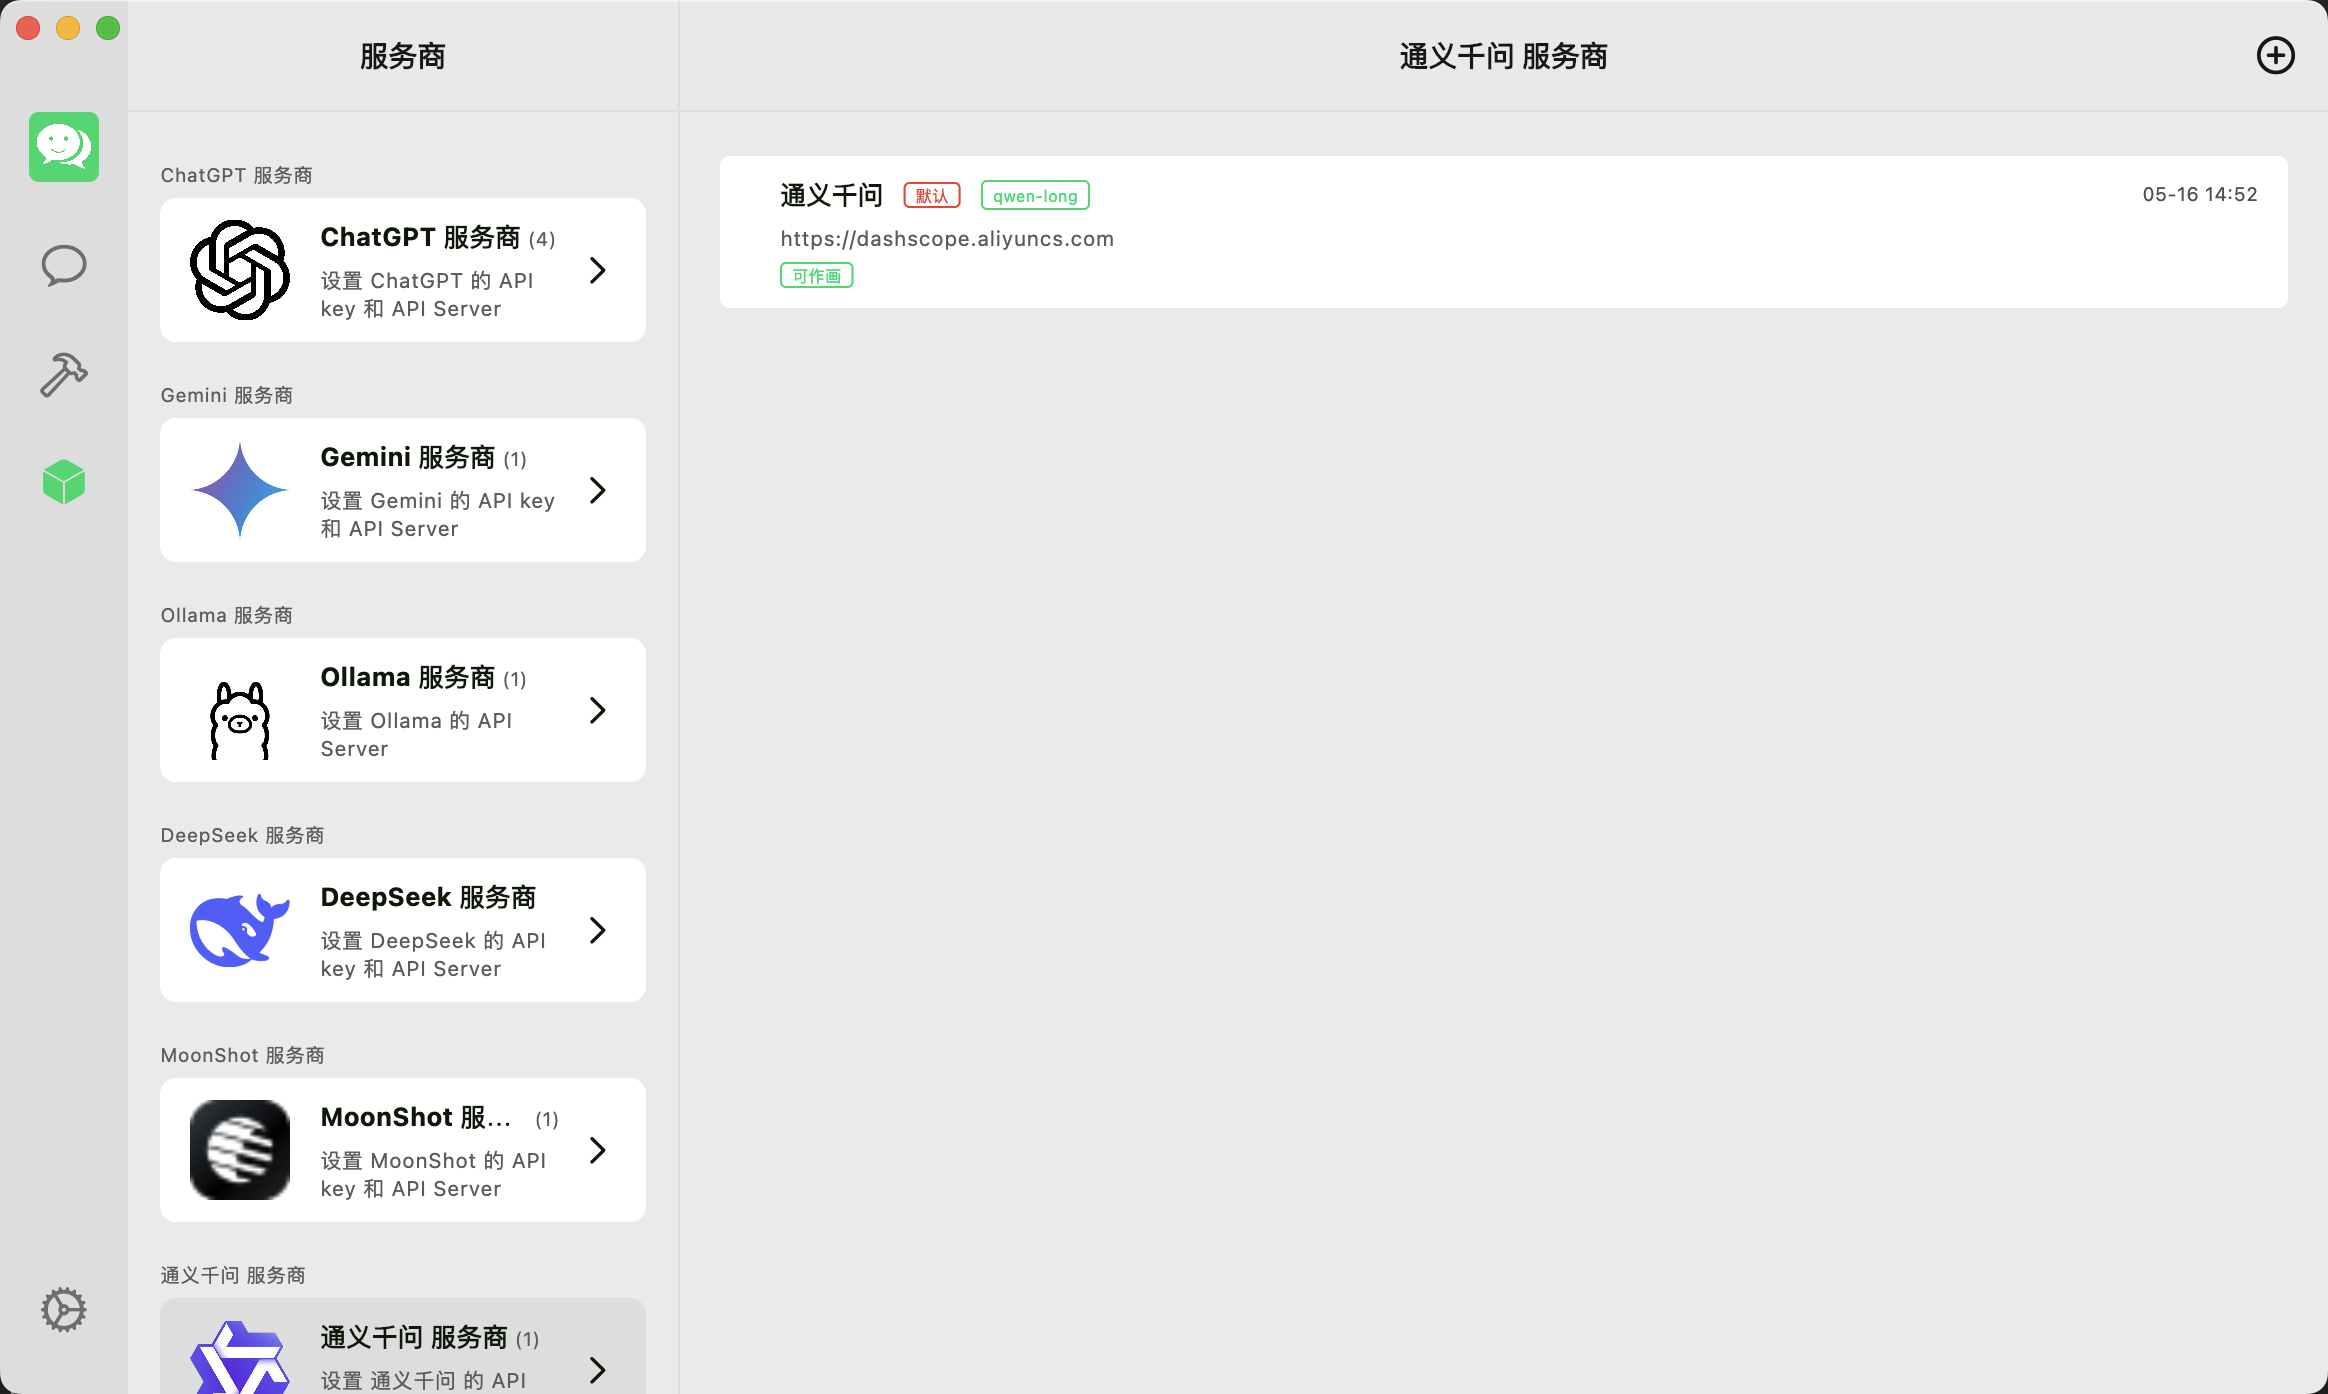 服务商
通义千问 服务商
ChatGPT 服务商
ChatGPT 服务商 (4)
设置 ChatGPT 的 API
key 和 API Server
Gemini 服务商
Gemini 服务商 (1)
设置 Gemini 的 API key
和 API Server
Ollama 服务商
Ollama 服务商 (1)
设置 Ollama 的 API
Server
DeepSeek 服务商
DeepSeek 服务商
设置 DeepSeek 的 API
key 和 API Server
MoonShot 服务商
MoonShot 服... (1)
设置 MoonShot 的 API
key 和 API Server
通义千问 服务商
通义千问 服务商 (1)
设置 通义千问 的 API
通义千问 默认 qwen-long 05-16 14:52
https://dashscope.aliyuncs.com
可作画